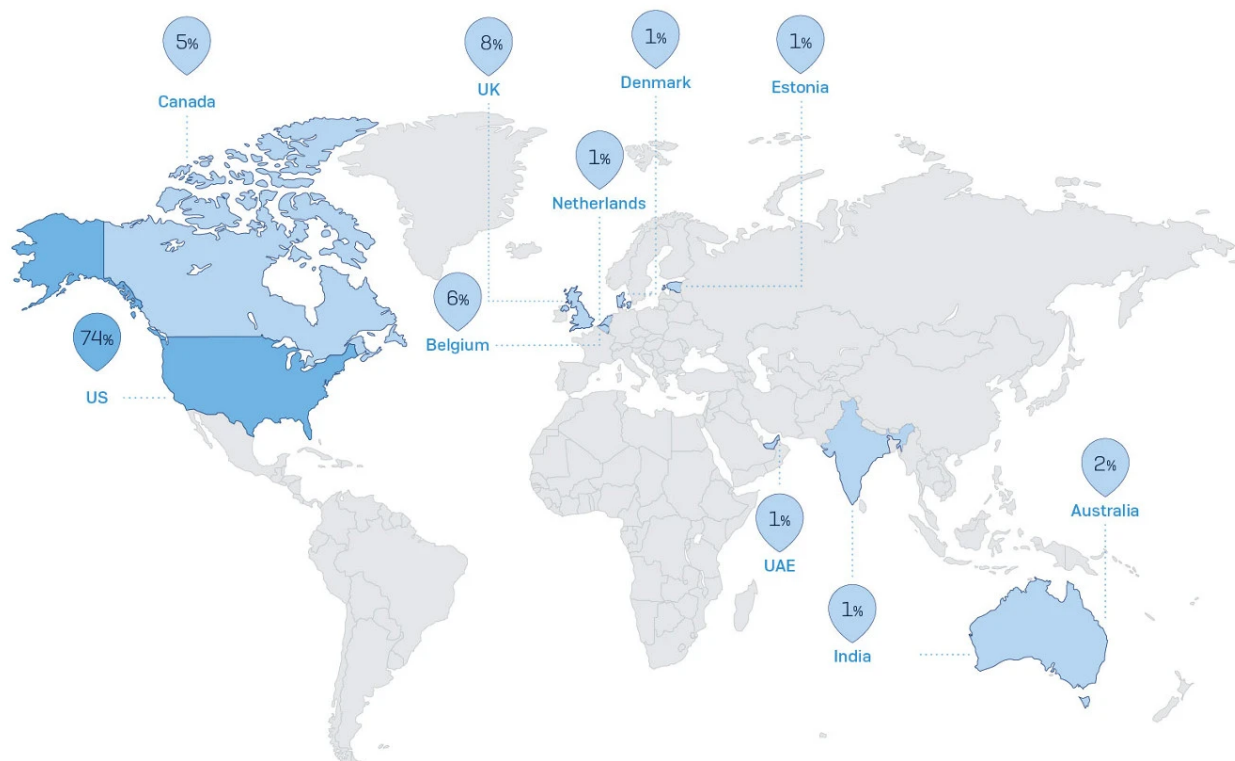 5%
Canada
8%
UK
1%
Denmark
1%
Estonia
1%
Netherlands
6%
Belgium
74%
US
1%
UAE
1%
India
2%
Australia